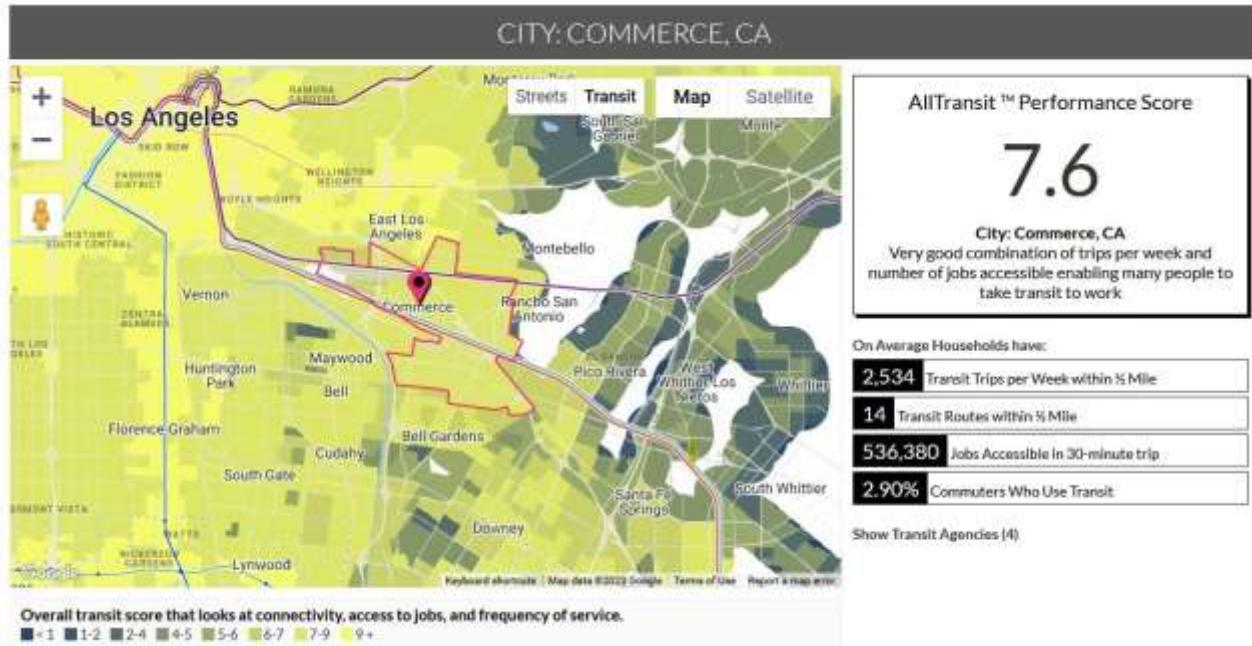 CITY: COMMERCE, CA
Streets Transit Map Satellite
+
−
Los Angeles
RAMONA
GARDENS
South San
Gabriel
Monte
SKID ROW
FASHION
DISTRICT
WELLINGTON
HEIGHTS
BOYLE HEIGHTS
East Los
Angeles
HISTORIC
SOUTH CENTRAL
Montebello
Vernon
Commerce
Rancho San
Antonio
CENTRAL
ALAMEDA
Maywood
Huntington
Park
Bell
Pico Rivera
West
Whittier-Los
Nietos
Whittier
Florence-Graham
Bell Gardens
Cudahy
South Gate
Santa Fe
Springs
South Whittier
VERMONT VISTA
WATTS
Downey
NICKERSON
GARDENS
Lynwood
Google
Keyboard shortcuts
Map data ©2023 Google
Terms of Use
Report a map error
Overall transit score that looks at connectivity, access to jobs, and frequency of service.
<1 1-2 2-4 4-5 5-6 6-7 7-9 9+
AllTransit ™ Performance Score
7.6
City: Commerce, CA
Very good combination of trips per week and
number of jobs accessible enabling many people to
take transit to work
On Average Households have:
2,534 Transit Trips per Week within ½ Mile
14 Transit Routes within ½ Mile
536,380 Jobs Accessible in 30-minute trip
2.90% Commuters Who Use Transit
Show Transit Agencies (4)